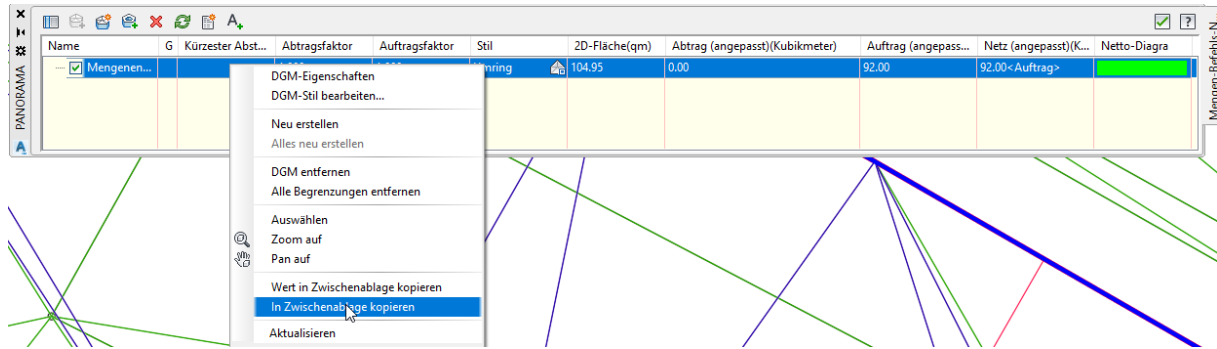 Name G Kürzester Abst... Abtragsfaktor Auftragsfaktor Stil 2D-Fläche(qm) Abtrag (angepasst)(Kubikmeter) Auftrag (angepass... Netz (angepasst)(K... Netto-Diagra
Mengenen... 104.95 0.00 92.00 92.00<Auftrag>
DGM-Eigenschaften
DGM-Stil bearbeiten...
Neu erstellen
Alles neu erstellen
DGM entfernen
Alle Begrenzungen entfernen
Auswählen
Zoom auf
Pan auf
Wert in Zwischenablage kopieren
In Zwischenablage kopieren
Aktualisieren
PANORAMA
Mengen-Befehls-N